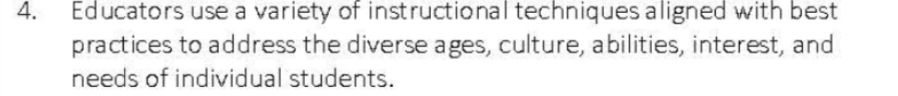 4. Educators use a variety of instructional techniques aligned with best
practices to address the diverse ages, culture, abilities, interest, and
needs of individual students.